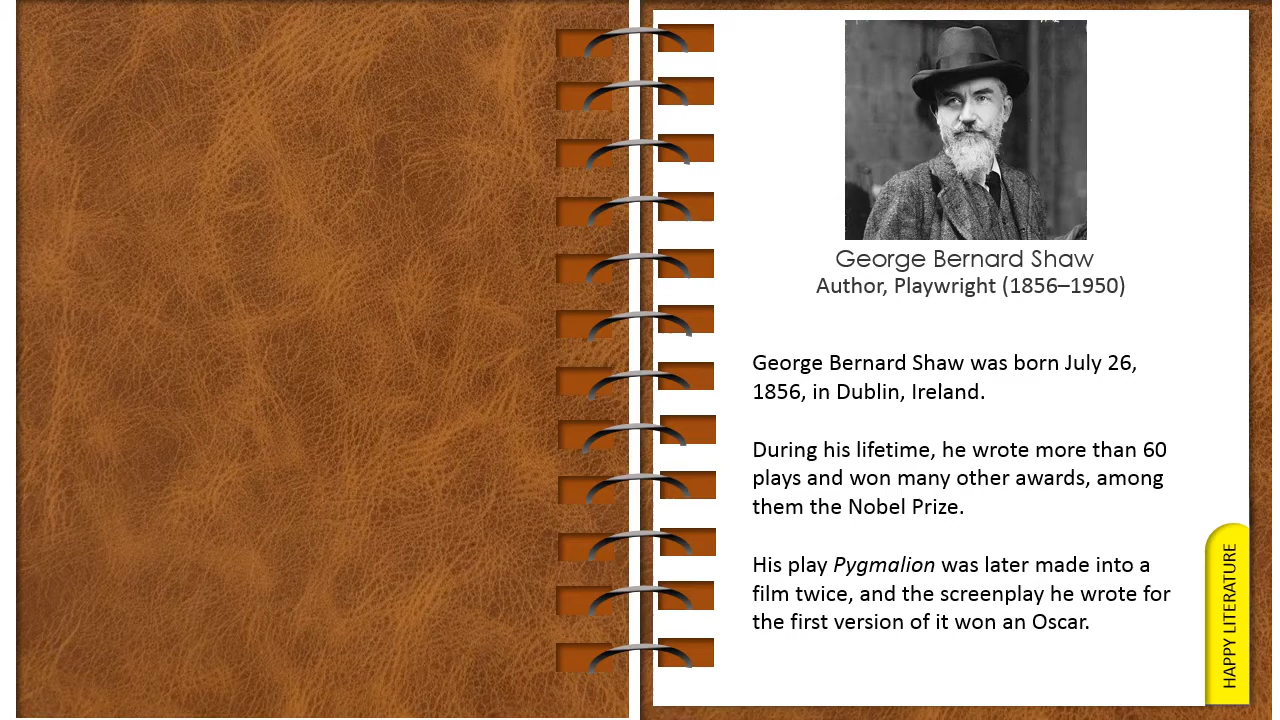 George Bernard Shaw
Author, Playwright (1856–1950)
George Bernard Shaw was born July 26,
1856, in Dublin, Ireland.
During his lifetime, he wrote more than 60
plays and won many other awards, among
them the Nobel Prize.
His play Pygmalion was later made into a
film twice, and the screenplay he wrote for
the first version of it won an Oscar.
HAPPY LITERATURE